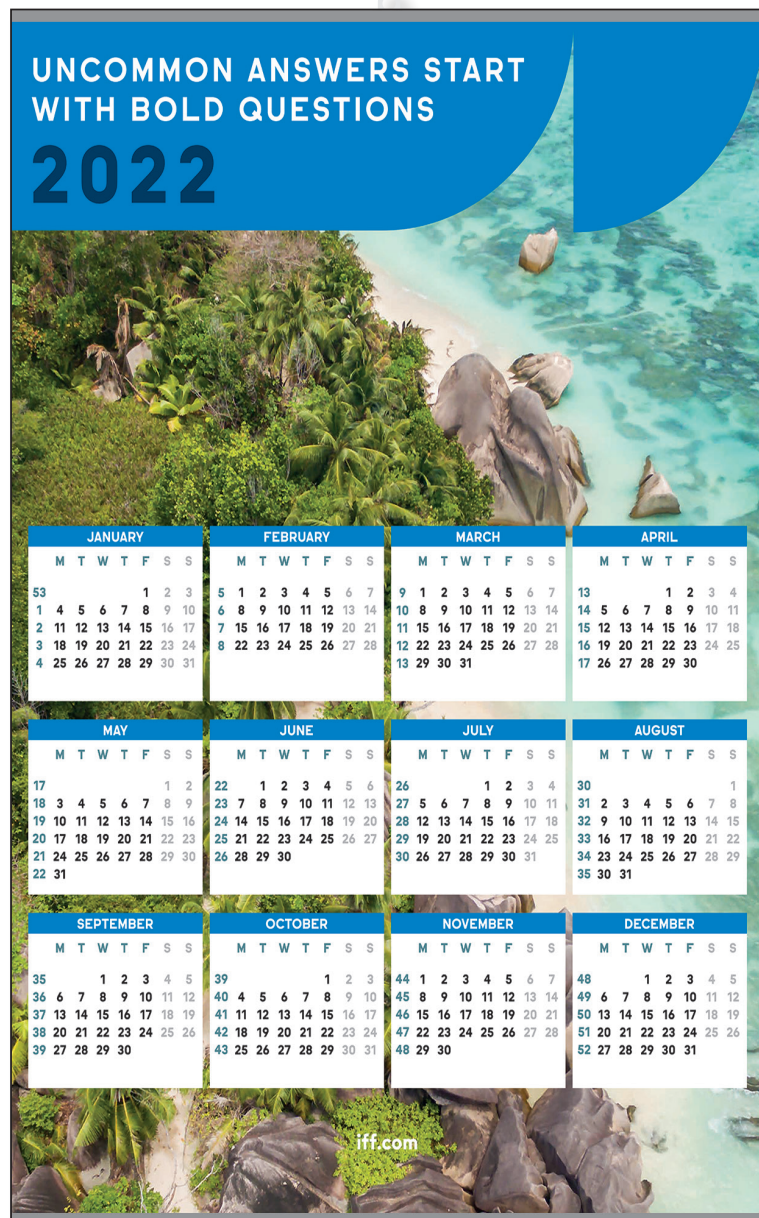 UNCOMMON ANSWERS START
WITH BOLD QUESTIONS
2022
JANUARY
M T W T F S S
53 1 2 3
1 4 5 6 7 8 9 10
2 11 12 13 14 15 16 17
3 18 19 20 21 22 23 24
4 25 26 27 28 29 30 31
FEBRUARY
M T W T F S S
5 1 2 3 4 5 6 7
6 8 9 10 11 12 13 14
7 15 16 17 18 19 20 21
8 22 23 24 25 26 27 28
MARCH
M T W T F S S
9 1 2 3 4 5 6 7
10 8 9 10 11 12 13 14
11 15 16 17 18 19 20 21
12 22 23 24 25 26 27 28
13 29 30 31
APRIL
M T W T F S S
13 1 2 3 4
14 5 6 7 8 9 10 11
15 12 13 14 15 16 17 18
16 19 20 21 22 23 24 25
17 26 27 28 29 30
MAY
M T W T F S S
17 1 2
18 3 4 5 6 7 8 9
19 10 11 12 13 14 15 16
20 17 18 19 20 21 22 23
21 24 25 26 27 28 29 30
22 31
JUNE
M T W T F S S
22 1 2 3 4 5 6
23 7 8 9 10 11 12 13
24 14 15 16 17 18 19 20
25 21 22 23 24 25 26 27
26 28 29 30
JULY
M T W T F S S
26 1 2 3 4
27 5 6 7 8 9 10 11
28 12 13 14 15 16 17 18
29 19 20 21 22 23 24 25
30 26 27 28 29 30 31
AUGUST
M T W T F S S
30 1
31 2 3 4 5 6 7 8
32 9 10 11 12 13 14 15
33 16 17 18 19 20 21 22
34 23 24 25 26 27 28 29
35 30 31
SEPTEMBER
M T W T F S S
35 1 2 3 4 5
36 6 7 8 9 10 11 12
37 13 14 15 16 17 18 19
38 20 21 22 23 24 25 26
39 27 28 29 30
OCTOBER
M T W T F S S
39 1 2 3
40 4 5 6 7 8 9 10
41 11 12 13 14 15 16 17
42 18 19 20 21 22 23 24
43 25 26 27 28 29 30 31
NOVEMBER
M T W T F S S
44 1 2 3 4 5 6 7
45 8 9 10 11 12 13 14
46 15 16 17 18 19 20 21
47 22 23 24 25 26 27 28
48 29 30
DECEMBER
M T W T F S S
48 1 2 3 4 5
49 6 7 8 9 10 11 12
50 13 14 15 16 17 18 19
51 20 21 22 23 24 25 26
52 27 28 29 30 31
iff.com